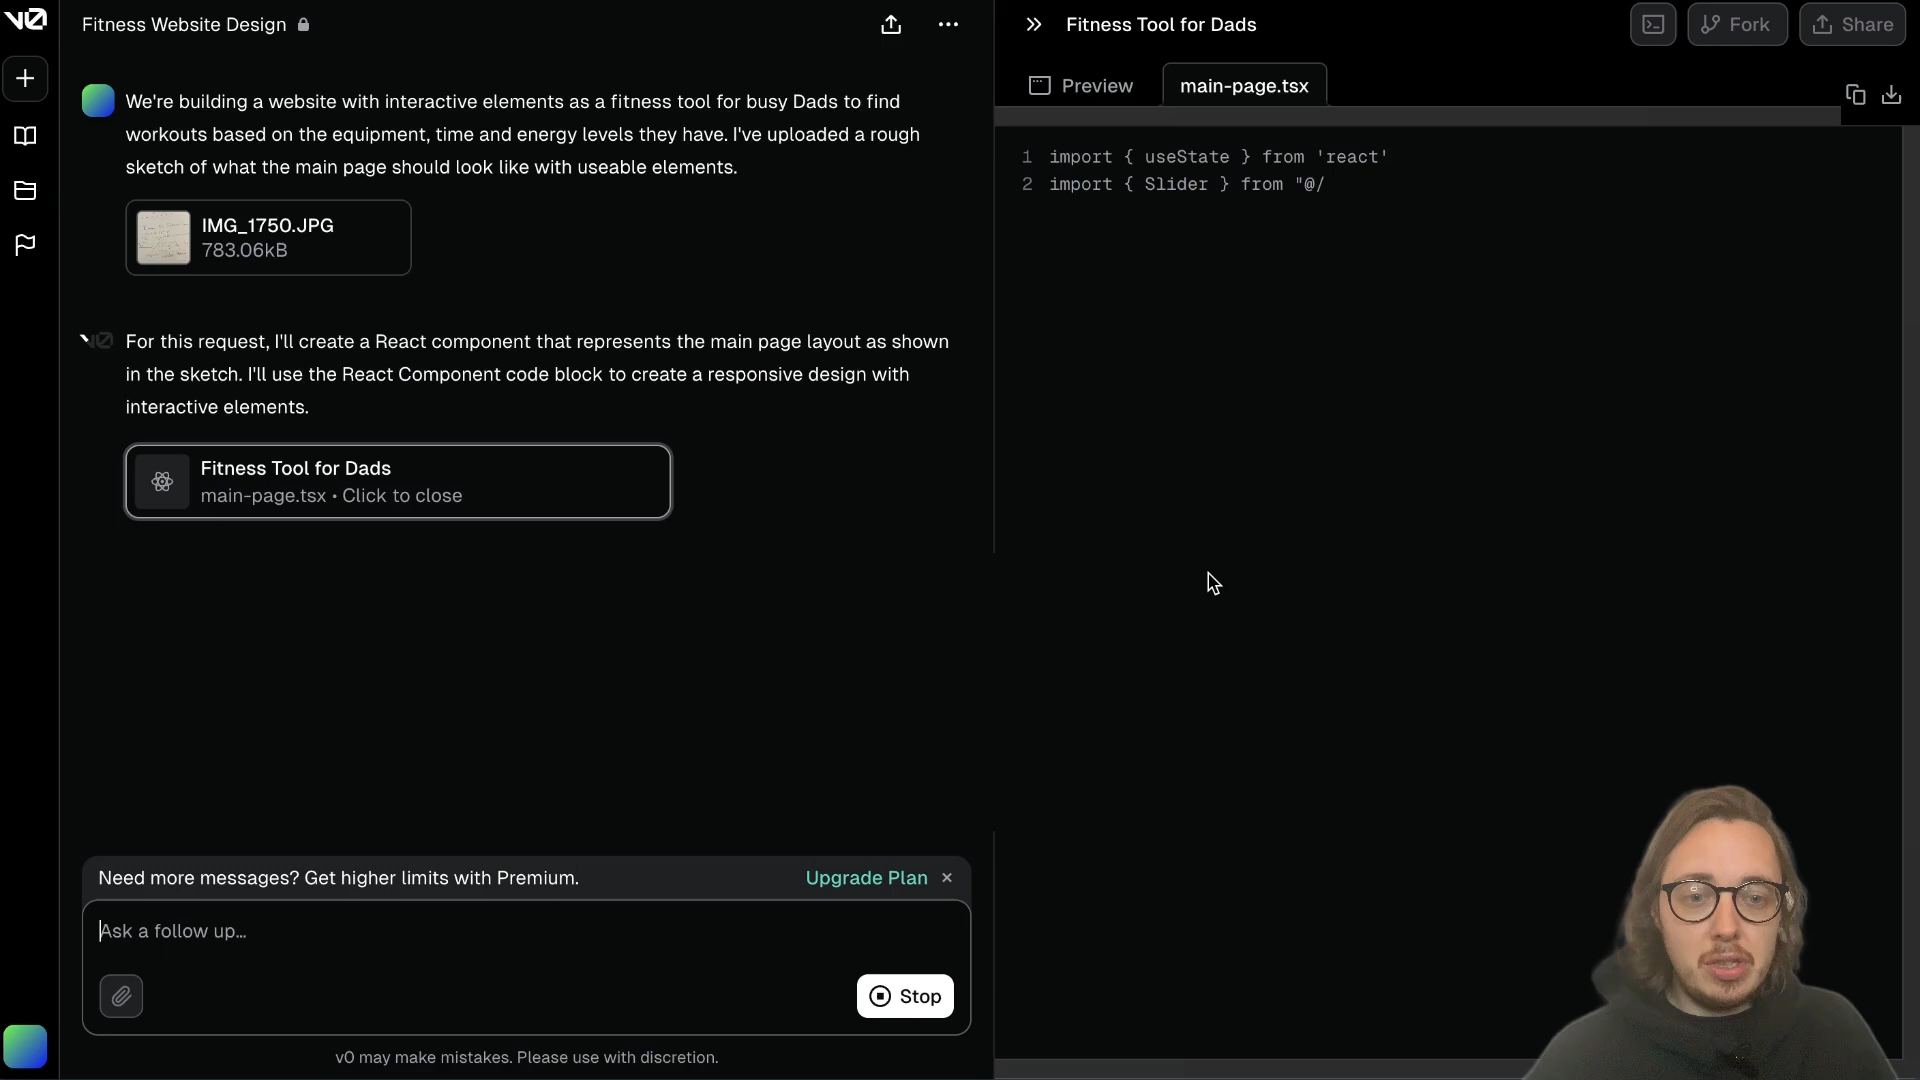 v0
Fitness Website Design
We're building a website with interactive elements as a fitness tool for busy Dads to find
workouts based on the equipment, time and energy levels they have. I've uploaded a rough
sketch of what the main page should look like with useable elements.
IMG_1750.JPG
783.06kB
v0
For this request, I'll create a React component that represents the main page layout as shown
in the sketch. I'll use the React Component code block to create a responsive design with
interactive elements.
Fitness Tool for Dads
main-page.tsx • Click to close
Need more messages? Get higher limits with Premium.
Upgrade Plan
Ask a follow up...
Stop
v0 may make mistakes. Please use with discretion.
Fitness Tool for Dads
Fork
Share
Preview
main-page.tsx
1 import { useState } from 'react'
2 import { Slider } from "@/